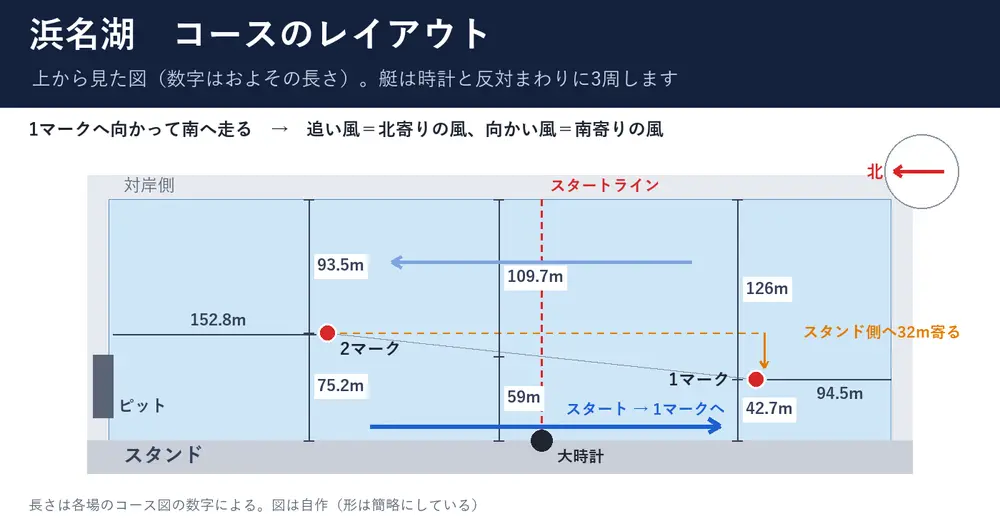 浜名湖　コースのレイアウト
上から見た図（数字はおよその長さ）。艇は時計と反対まわりに3周します
1マークへ向かって南へ走る　→　追い風＝北寄りの風、向かい風＝南寄りの風
北
対岸側
スタートライン
93.5m
109.7m
126m
152.8m
スタンド側へ32m寄る
2マーク
1マーク
75.2m
59m
94.5m
ピット
スタート → 1マークへ
42.7m
スタンド
大時計
長さは各場のコース図の数字による。図は自作（形は簡略にしている）